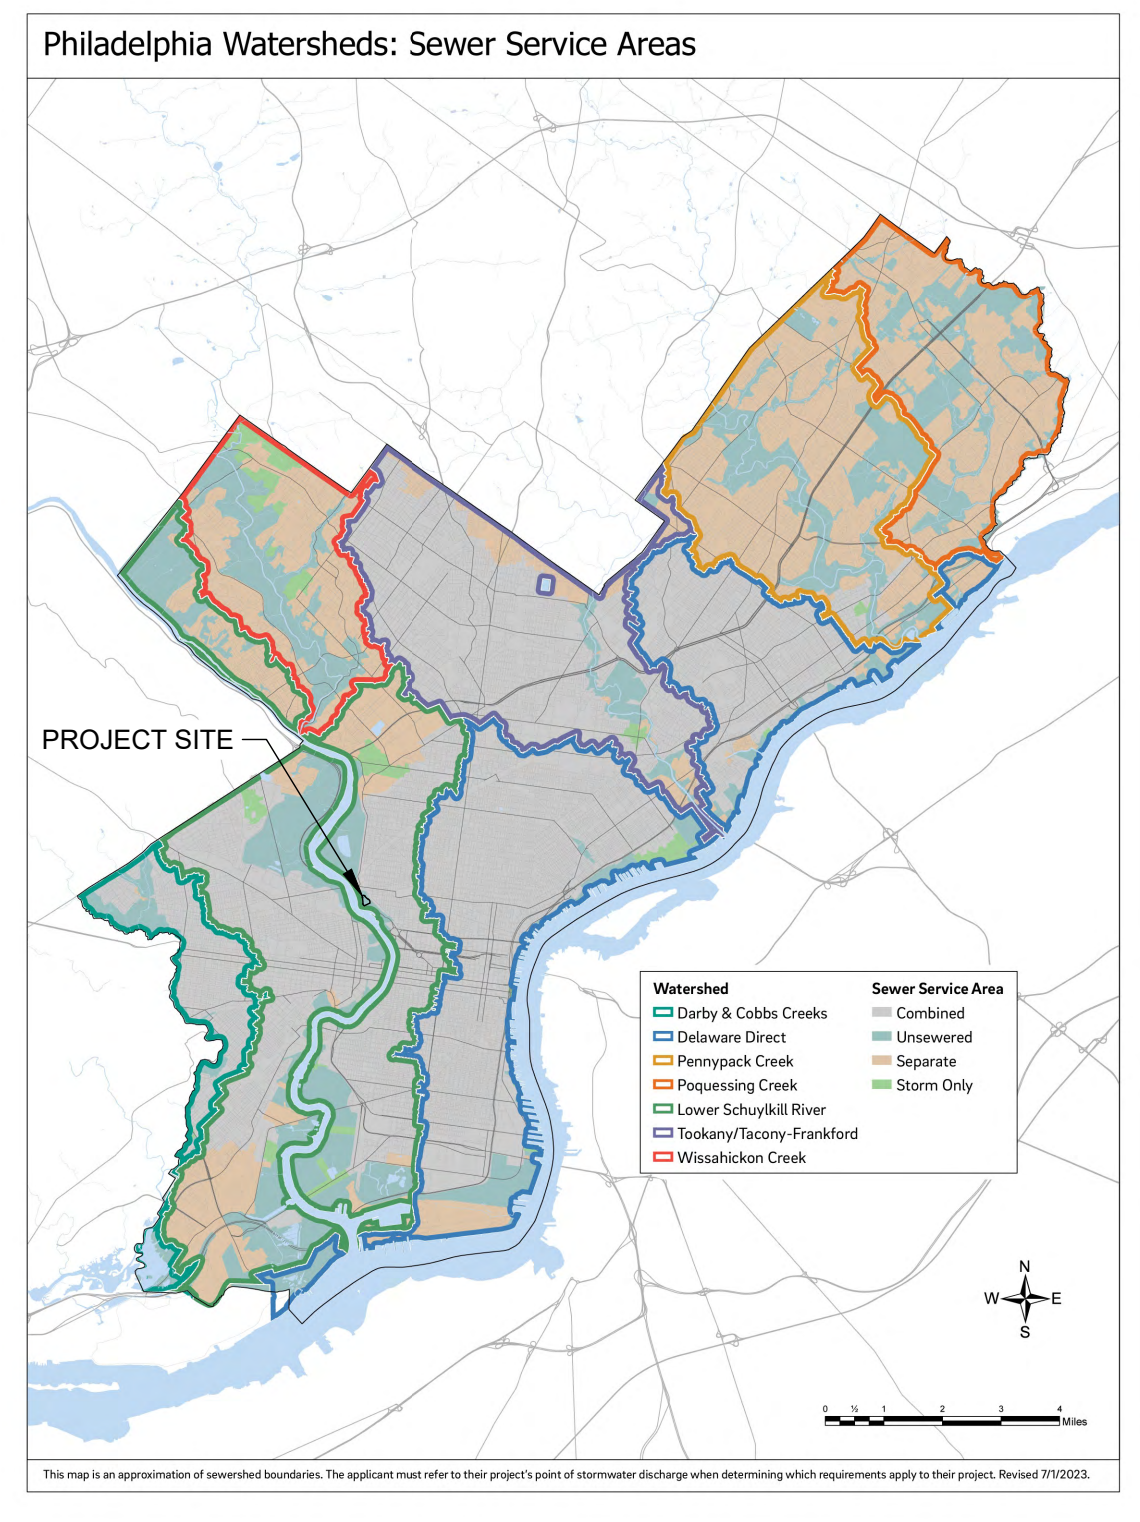 Philadelphia Watersheds: Sewer Service Areas
PROJECT SITE
Watershed
Darby & Cobbs Creeks
Delaware Direct
Pennypack Creek
Poquessing Creek
Lower Schuylkill River
Tookany/Tacony-Frankford
Wissahickon Creek
Sewer Service Area
Combined
Unsewered
Separate
Storm Only
N
W E
S
0 ½ 1 2 3 4
Miles
This map is an approximation of sewershed boundaries. The applicant must refer to their project's point of stormwater discharge when determining which requirements apply to their project. Revised 7/1/2023.